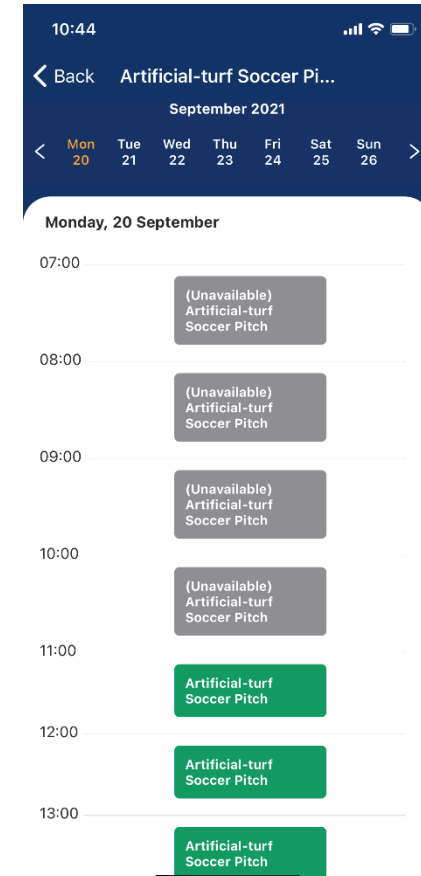 10:44
Back Artificial-turf Soccer Pi...
September 2021
Mon Tue Wed Thu Fri Sat Sun
20 21 22 23 24 25 26
Monday, 20 September
07:00
(Unavailable)
Artificial-turf
Soccer Pitch
08:00
(Unavailable)
Artificial-turf
Soccer Pitch
09:00
(Unavailable)
Artificial-turf
Soccer Pitch
10:00
(Unavailable)
Artificial-turf
Soccer Pitch
11:00
Artificial-turf
Soccer Pitch
12:00
Artificial-turf
Soccer Pitch
13:00
Artificial-turf
Soccer Pitch